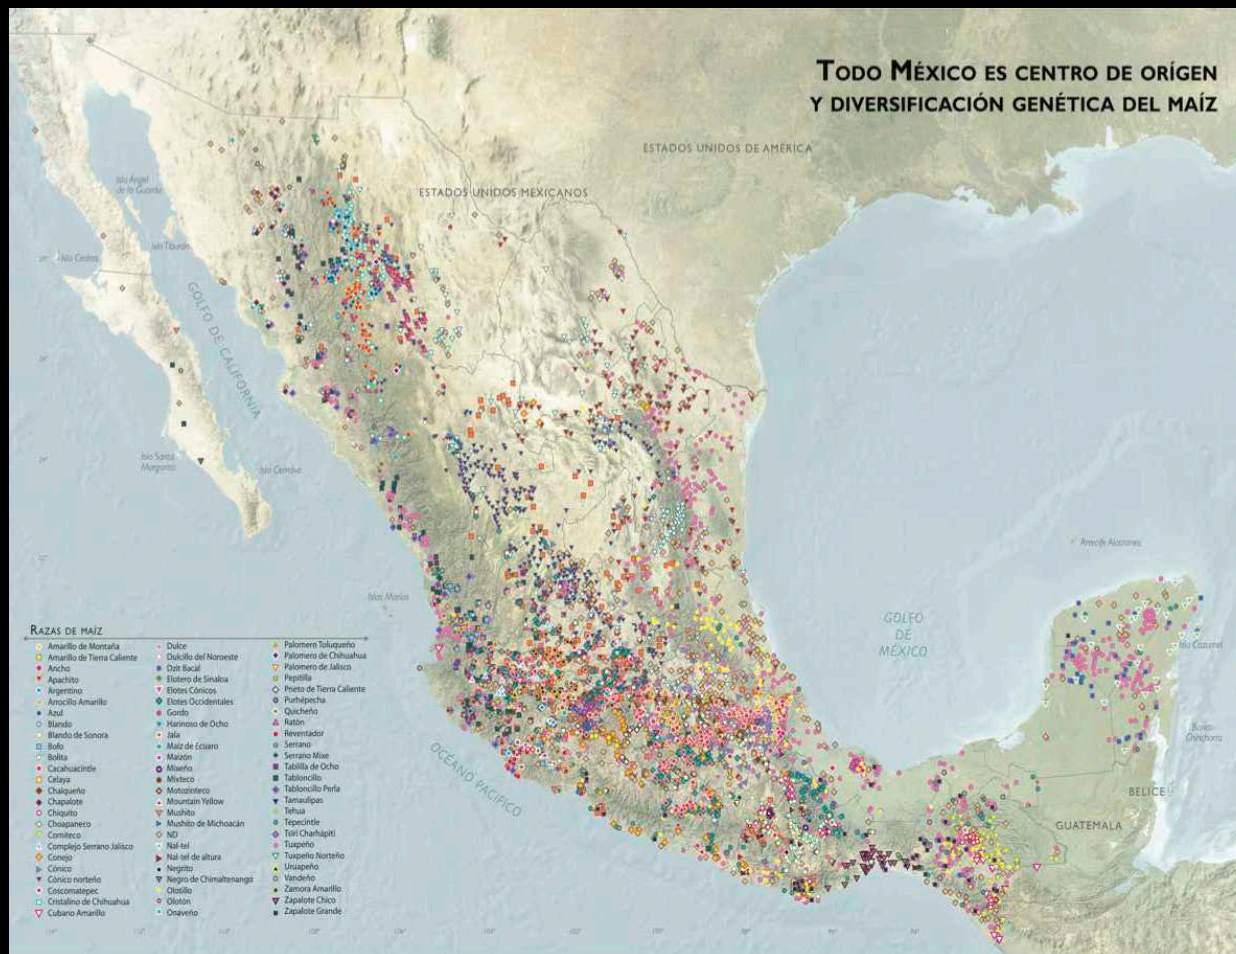 TODO MÉXICO ES CENTRO DE ORÍGEN
Y DIVERSIFICACIÓN GENÉTICA DEL MAÍZ
ESTADOS UNIDOS DE AMÉRICA
ESTADOS UNIDOS MEXICANOS
Isla Ángel
de la Guarda
Isla Tiburón
Isla Cedros
GOLFO DE CALIFORNIA
Isla Santa
Margarita
Isla Cerralvo
Islas Marías
Arrecife Alacranes
GOLFO
DE
MÉXICO
Isla Cozumel
Banco
Chinchorro
BELICE
GUATEMALA
OCÉANO PACÍFICO
RAZAS DE MAÍZ
Amarillo de Montaña
Amarillo de Tierra Caliente
Ancho
Apachito
Argentino
Arrocillo Amarillo
Azul
Blando
Blando de Sonora
Bofo
Bolita
Cacahuacintle
Celaya
Chalqueño
Chapalote
Chiquito
Choapaneco
Comiteco
Complejo Serrano Jalisco
Conejo
Cónico
Cónico norteño
Coscomatepec
Cristalino de Chihuahua
Cubano Amarillo
Dulce
Dulcillo del Noroeste
Dzit Bacal
Elotero de Sinaloa
Elotes Cónicos
Elotes Occidentales
Gordo
Harinoso de Ocho
Jala
Maíz de Ecuaro
Maizón
Mixeño
Mixteco
Motozinteco
Mountain Yellow
Mushito
Mushito de Michoacán
ND
Nal-tel
Nal-tel de altura
Negrito
Negro de Chimaltenango
Olotillo
Olotón
Onaveño
Palomero Toluqueño
Palomero de Chihuahua
Palomero de Jalisco
Pepitilla
Prieto de Tierra Caliente
Purhépecha
Quicheño
Ratón
Reventador
Serrano
Serrano Mixe
Tablilla de Ocho
Tabloncillo
Tabloncillo Perla
Tamaulipas
Tehua
Tepecintle
Tsiri Charhápiti
Tuxpeño
Tuxpeño Norteño
Uruapeño
Vandeño
Zamora Amarillo
Zapalote Chico
Zapalote Grande